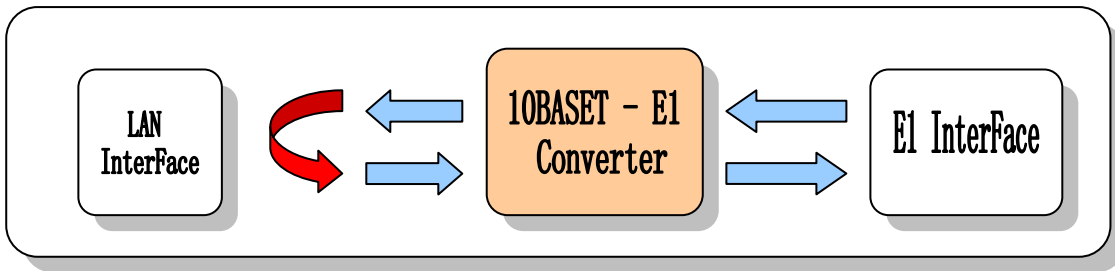 LAN
InterFace
10BASET - E1
Converter
E1 InterFace